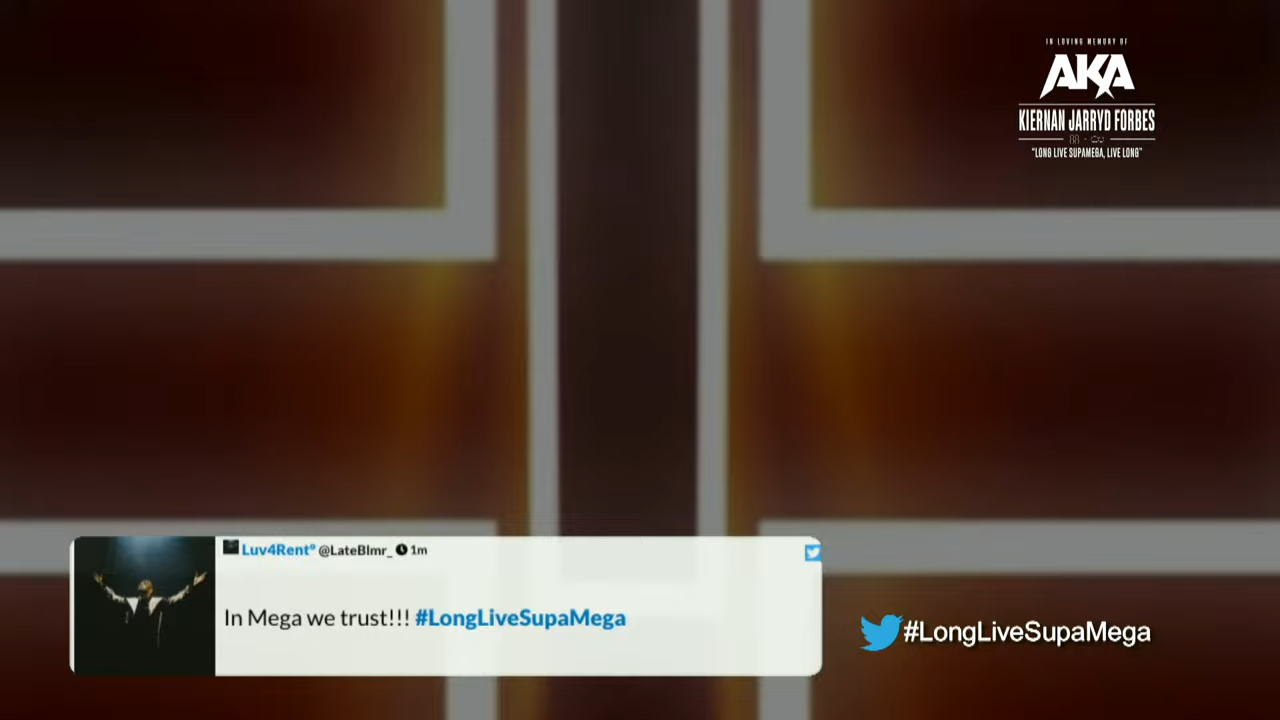 IN LOVING MEMORY OF
AKA
KIERNAN JARRYD FORBES
"LONG LIVE SUPAMEGA, LIVE LONG"
Luv4Rent° @LateBlmr_ 1m
In Mega we trust!!! #LongLiveSupaMega
#LongLiveSupaMega